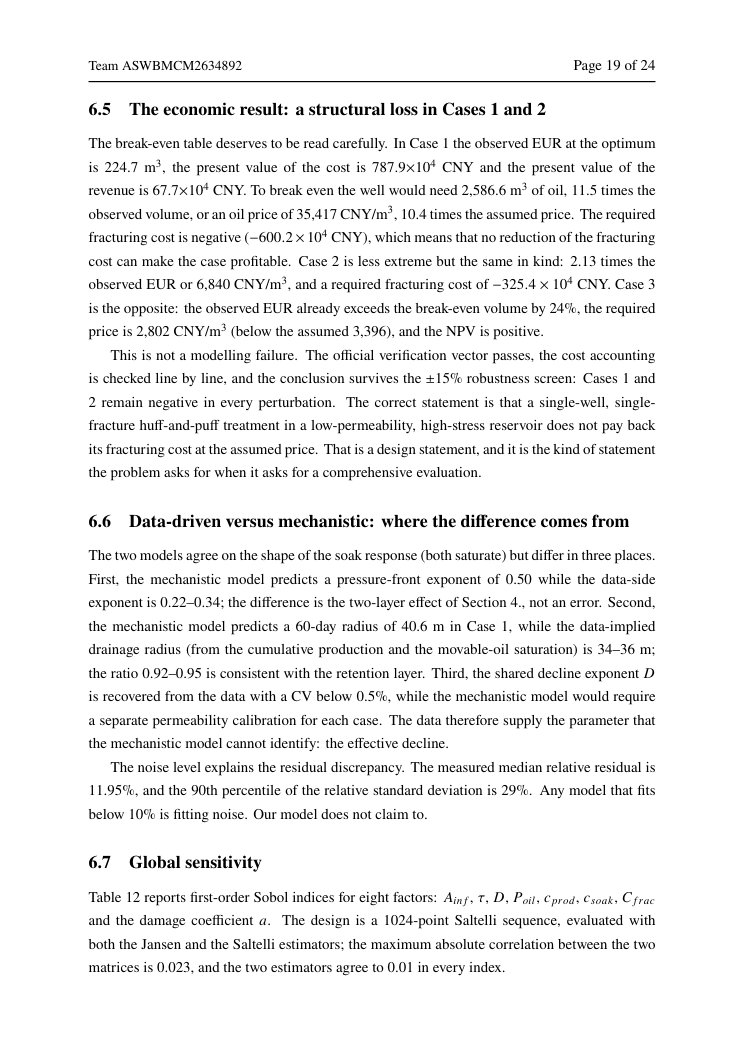 Team ASWBMCM2634892 Page 19 of 24
6.5 The economic result: a structural loss in Cases 1 and 2
The break-even table deserves to be read carefully. In Case 1 the observed EUR at the optimum
is 224.7 m³, the present value of the cost is 787.9×10⁴ CNY and the present value of the
revenue is 67.7×10⁴ CNY. To break even the well would need 2,586.6 m³ of oil, 11.5 times the
observed volume, or an oil price of 35,417 CNY/m³, 10.4 times the assumed price. The required
fracturing cost is negative (−600.2 × 10⁴ CNY), which means that no reduction of the fracturing
cost can make the case profitable. Case 2 is less extreme but the same in kind: 2.13 times the
observed EUR or 6,840 CNY/m³, and a required fracturing cost of −325.4 × 10⁴ CNY. Case 3
is the opposite: the observed EUR already exceeds the break-even volume by 24%, the required
price is 2,802 CNY/m³ (below the assumed 3,396), and the NPV is positive.
This is not a modelling failure. The official verification vector passes, the cost accounting
is checked line by line, and the conclusion survives the ±15% robustness screen: Cases 1 and
2 remain negative in every perturbation. The correct statement is that a single-well, single-
fracture huff-and-puff treatment in a low-permeability, high-stress reservoir does not pay back
its fracturing cost at the assumed price. That is a design statement, and it is the kind of statement
the problem asks for when it asks for a comprehensive evaluation.
6.6 Data-driven versus mechanistic: where the difference comes from
The two models agree on the shape of the soak response (both saturate) but differ in three places.
First, the mechanistic model predicts a pressure-front exponent of 0.50 while the data-side
exponent is 0.22–0.34; the difference is the two-layer effect of Section 4., not an error. Second,
the mechanistic model predicts a 60-day radius of 40.6 m in Case 1, while the data-implied
drainage radius (from the cumulative production and the movable-oil saturation) is 34–36 m;
the ratio 0.92–0.95 is consistent with the retention layer. Third, the shared decline exponent D
is recovered from the data with a CV below 0.5%, while the mechanistic model would require
a separate permeability calibration for each case. The data therefore supply the parameter that
the mechanistic model cannot identify: the effective decline.
The noise level explains the residual discrepancy. The measured median relative residual is
11.95%, and the 90th percentile of the relative standard deviation is 29%. Any model that fits
below 10% is fitting noise. Our model does not claim to.
6.7 Global sensitivity
Table 12 reports first-order Sobol indices for eight factors: A_inf, τ, D, P_oil, c_prod, c_soak, C_frac
and the damage coefficient a. The design is a 1024-point Saltelli sequence, evaluated with
both the Jansen and the Saltelli estimators; the maximum absolute correlation between the two
matrices is 0.023, and the two estimators agree to 0.01 in every index.